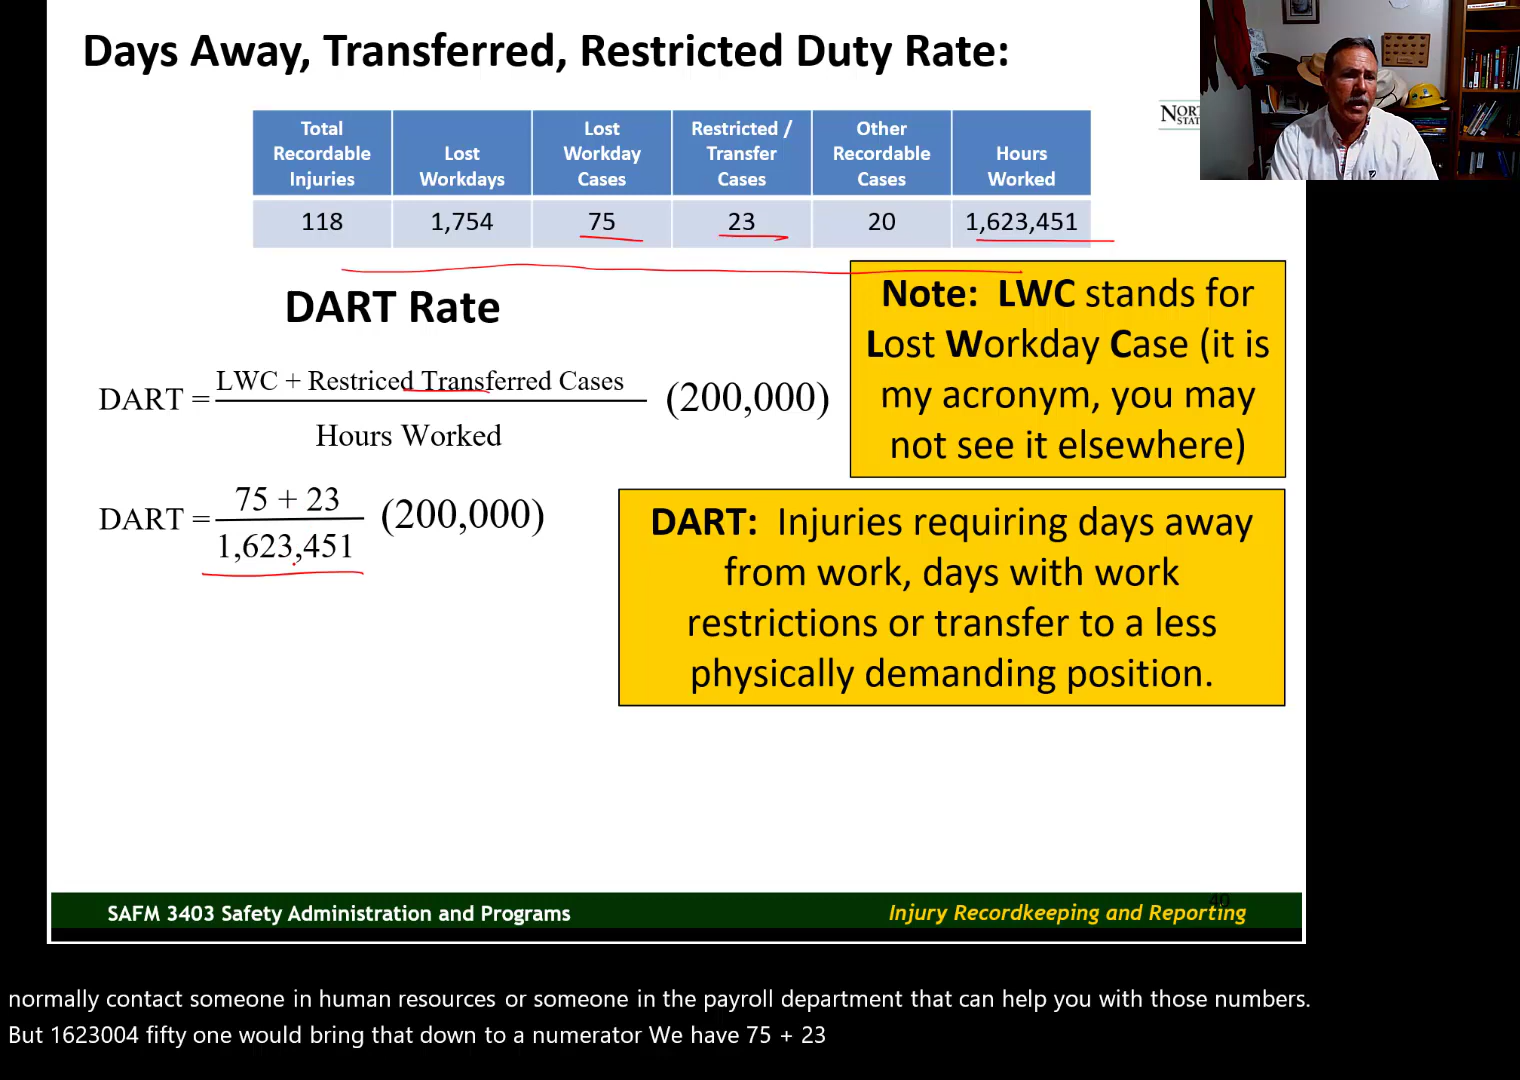 Days Away, Transferred, Restricted Duty Rate:
Total Recordable Injuries
Lost Workdays
Lost Workday Cases
Restricted / Transfer Cases
Other Recordable Cases
Hours Worked
118
1,754
75
23
20
1,623,451
DART Rate
DART = LWC + Restriced Transferred Cases
Hours Worked
(200,000)
DART = 75 + 23
1,623,451
(200,000)
Note: LWC stands for
Lost Workday Case (it is
my acronym, you may
not see it elsewhere)
DART: Injuries requiring days away
from work, days with work
restrictions or transfer to a less
physically demanding position.
SAFM 3403 Safety Administration and Programs
40
Injury Recordkeeping and Reporting
normally contact someone in human resources or someone in the payroll department that can help you with those numbers.
But 1623004 fifty one would bring that down to a numerator We have 75 + 23